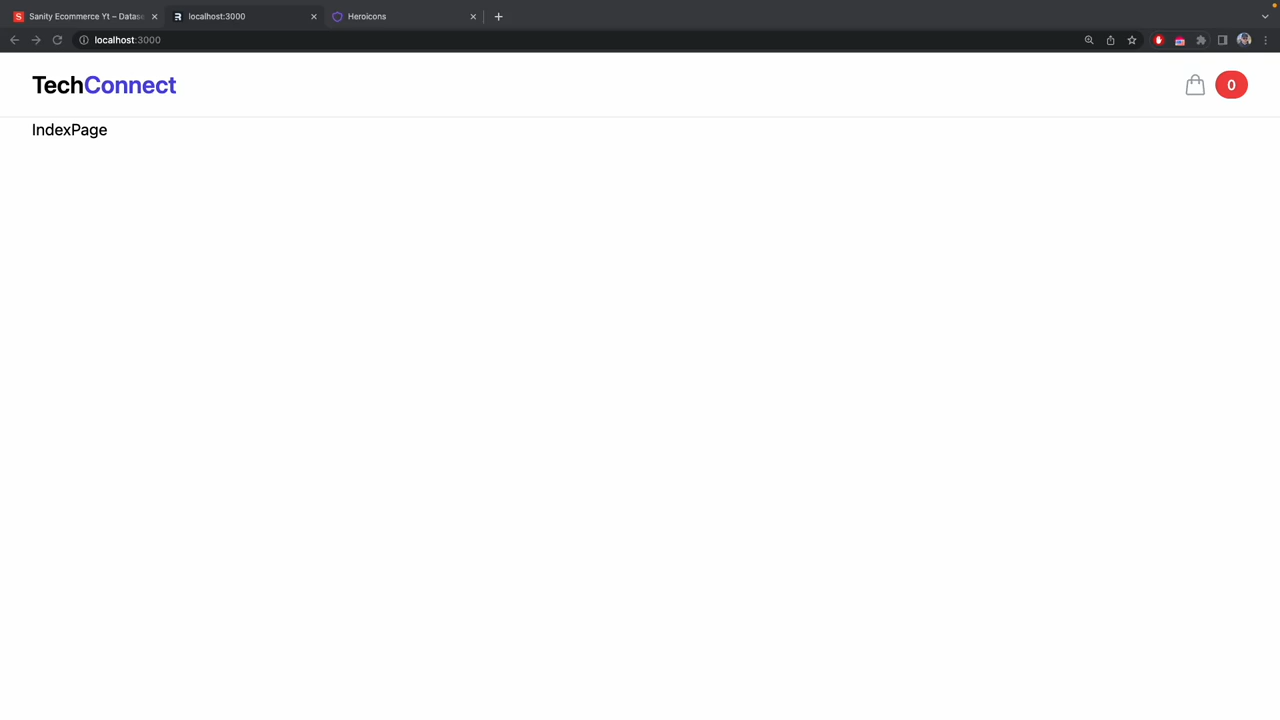 Sanity Ecommerce Yt – Datase
localhost:3000
Heroicons
localhost:3000
TechConnect
0
IndexPage